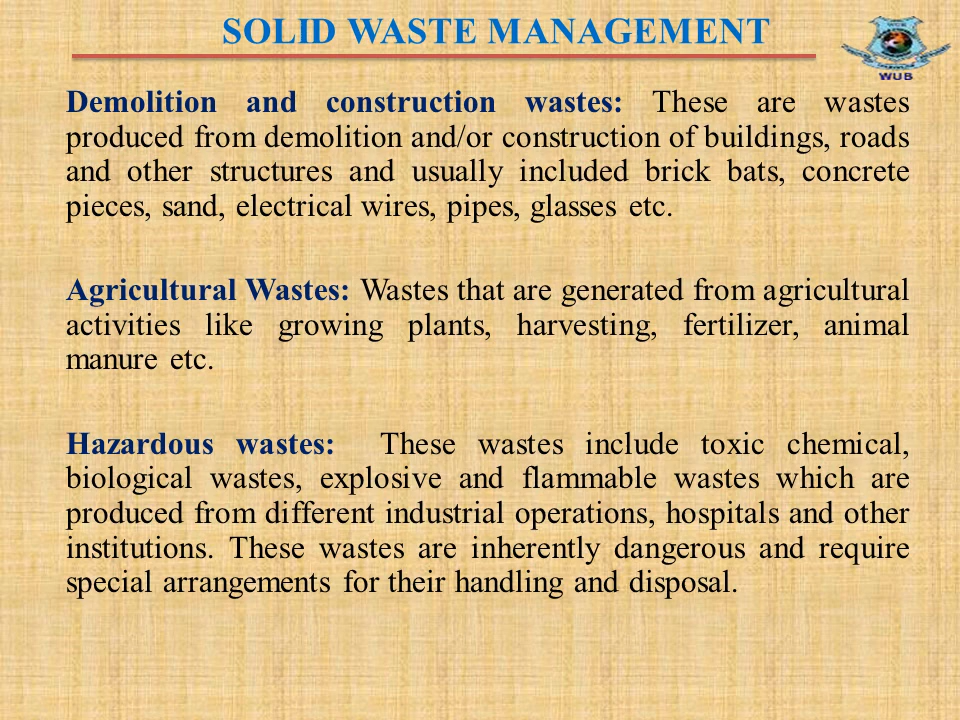 SOLID WASTE MANAGEMENT
WUB
Demolition and construction wastes: These are wastes
produced from demolition and/or construction of buildings, roads
and other structures and usually included brick bats, concrete
pieces, sand, electrical wires, pipes, glasses etc.
Agricultural Wastes: Wastes that are generated from agricultural
activities like growing plants, harvesting, fertilizer, animal
manure etc.
Hazardous wastes: These wastes include toxic chemical,
biological wastes, explosive and flammable wastes which are
produced from different industrial operations, hospitals and other
institutions. These wastes are inherently dangerous and require
special arrangements for their handling and disposal.